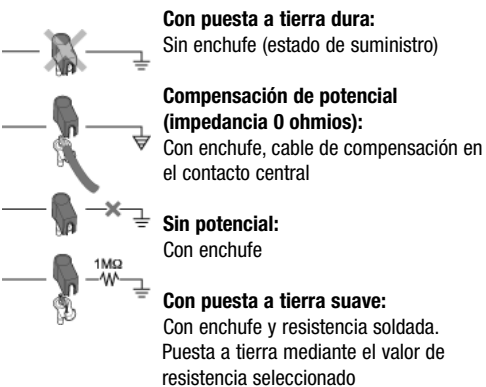 Con puesta a tierra dura:
Sin enchufe (estado de suministro)
Compensación de potencial
(impedancia 0 ohmios):
Con enchufe, cable de compensación en
el contacto central
Sin potencial:
Con enchufe
1MΩ
Con puesta a tierra suave:
Con enchufe y resistencia soldada.
Puesta a tierra mediante el valor de
resistencia seleccionado